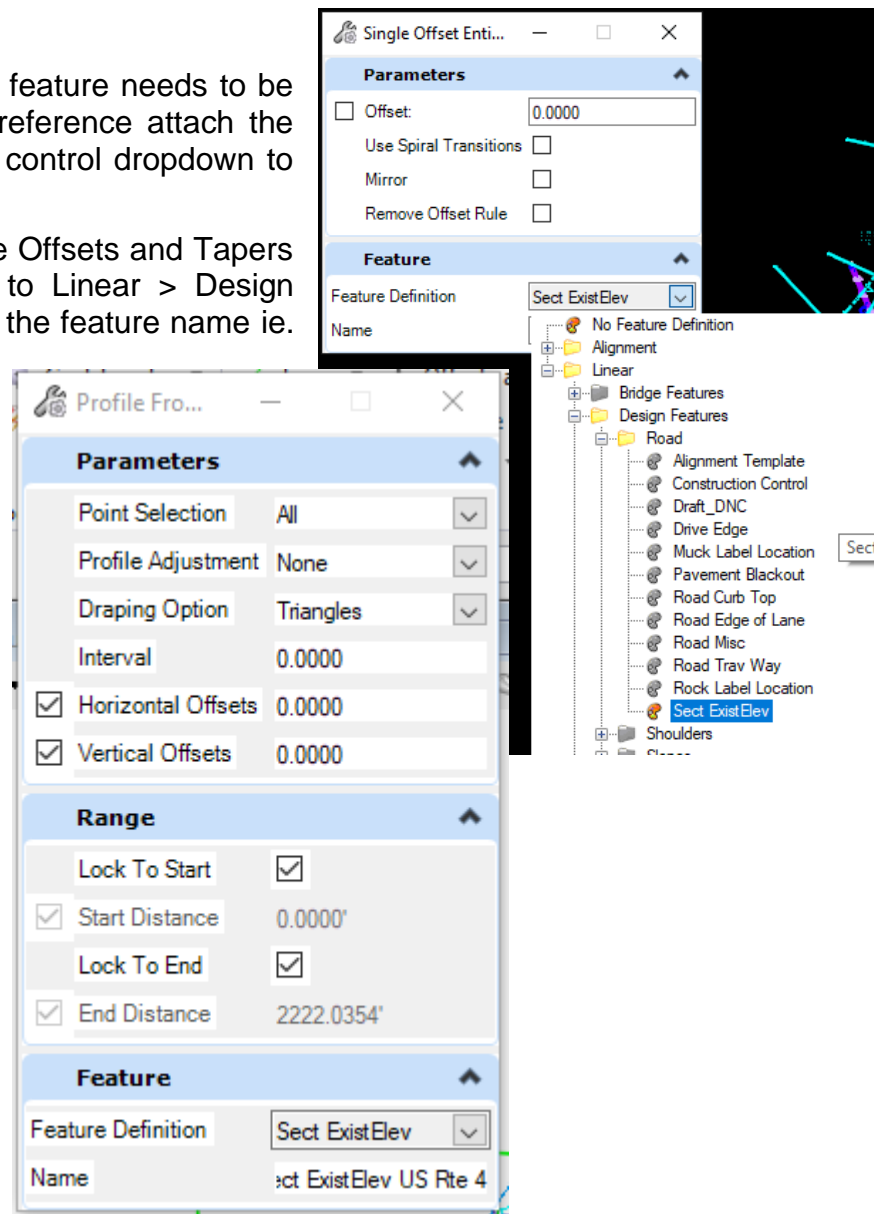 feature needs to be
reference attach the
control dropdown to
e Offsets and Tapers
to Linear > Design
the feature name ie.
Single Offset Enti...
Parameters
Offset: 0.0000
Use Spiral Transitions
Mirror
Remove Offset Rule
Feature
Feature Definition Sect ExistElev
Name
No Feature Definition
Alignment
Linear
Bridge Features
Design Features
Road
Alignment Template
Construction Control
Draft_DNC
Drive Edge
Muck Label Location
Pavement Blackout
Road Curb Top
Road Edge of Lane
Road Misc
Road Trav Way
Rock Label Location
Sect ExistElev
Shoulders
Sect
Profile Fro...
Parameters
Point Selection All
Profile Adjustment None
Draping Option Triangles
Interval 0.0000
Horizontal Offsets 0.0000
Vertical Offsets 0.0000
Range
Lock To Start
Start Distance 0.0000'
Lock To End
End Distance 2222.0354'
Feature
Feature Definition Sect ExistElev
Name ect ExistElev US Rte 4